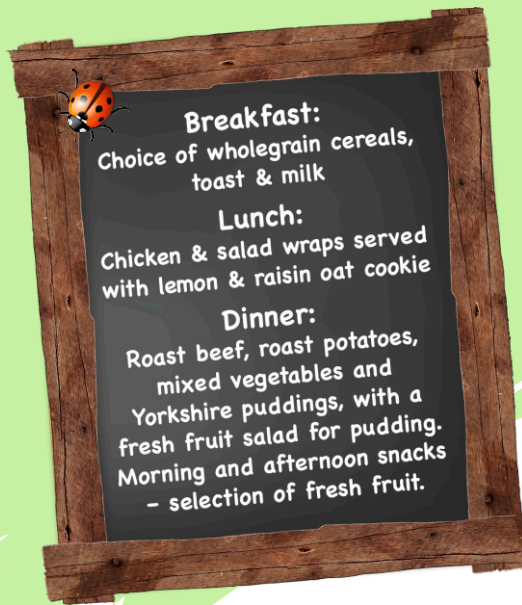 Breakfast:
Choice of wholegrain cereals,
toast & milk
Lunch:
Chicken & salad wraps served
with lemon & raisin oat cookie
Dinner:
Roast beef, roast potatoes,
mixed vegetables and
Yorkshire puddings, with a
fresh fruit salad for pudding.
Morning and afternoon snacks
– selection of fresh fruit.